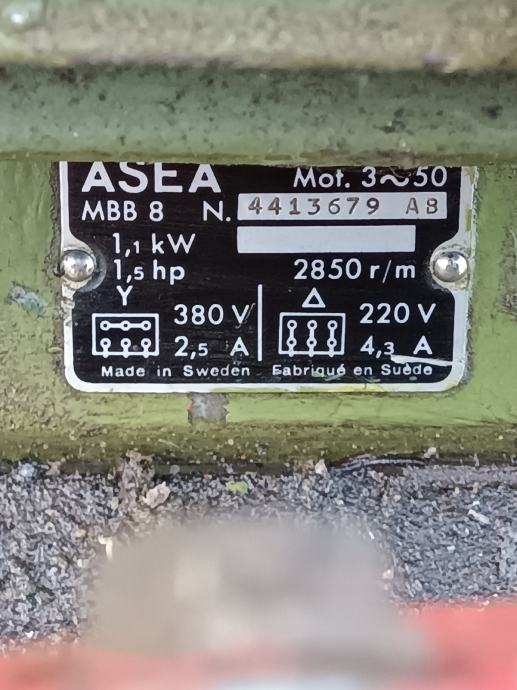 ASEA Mot. 3~50
MBB 8 N. 4413679 AB
1,1 kW
1,5 hp 2850 r/m
Y Δ
380 V 220 V
2,5 A 4,3 A
Made in Sweden Fabriqué en Suède